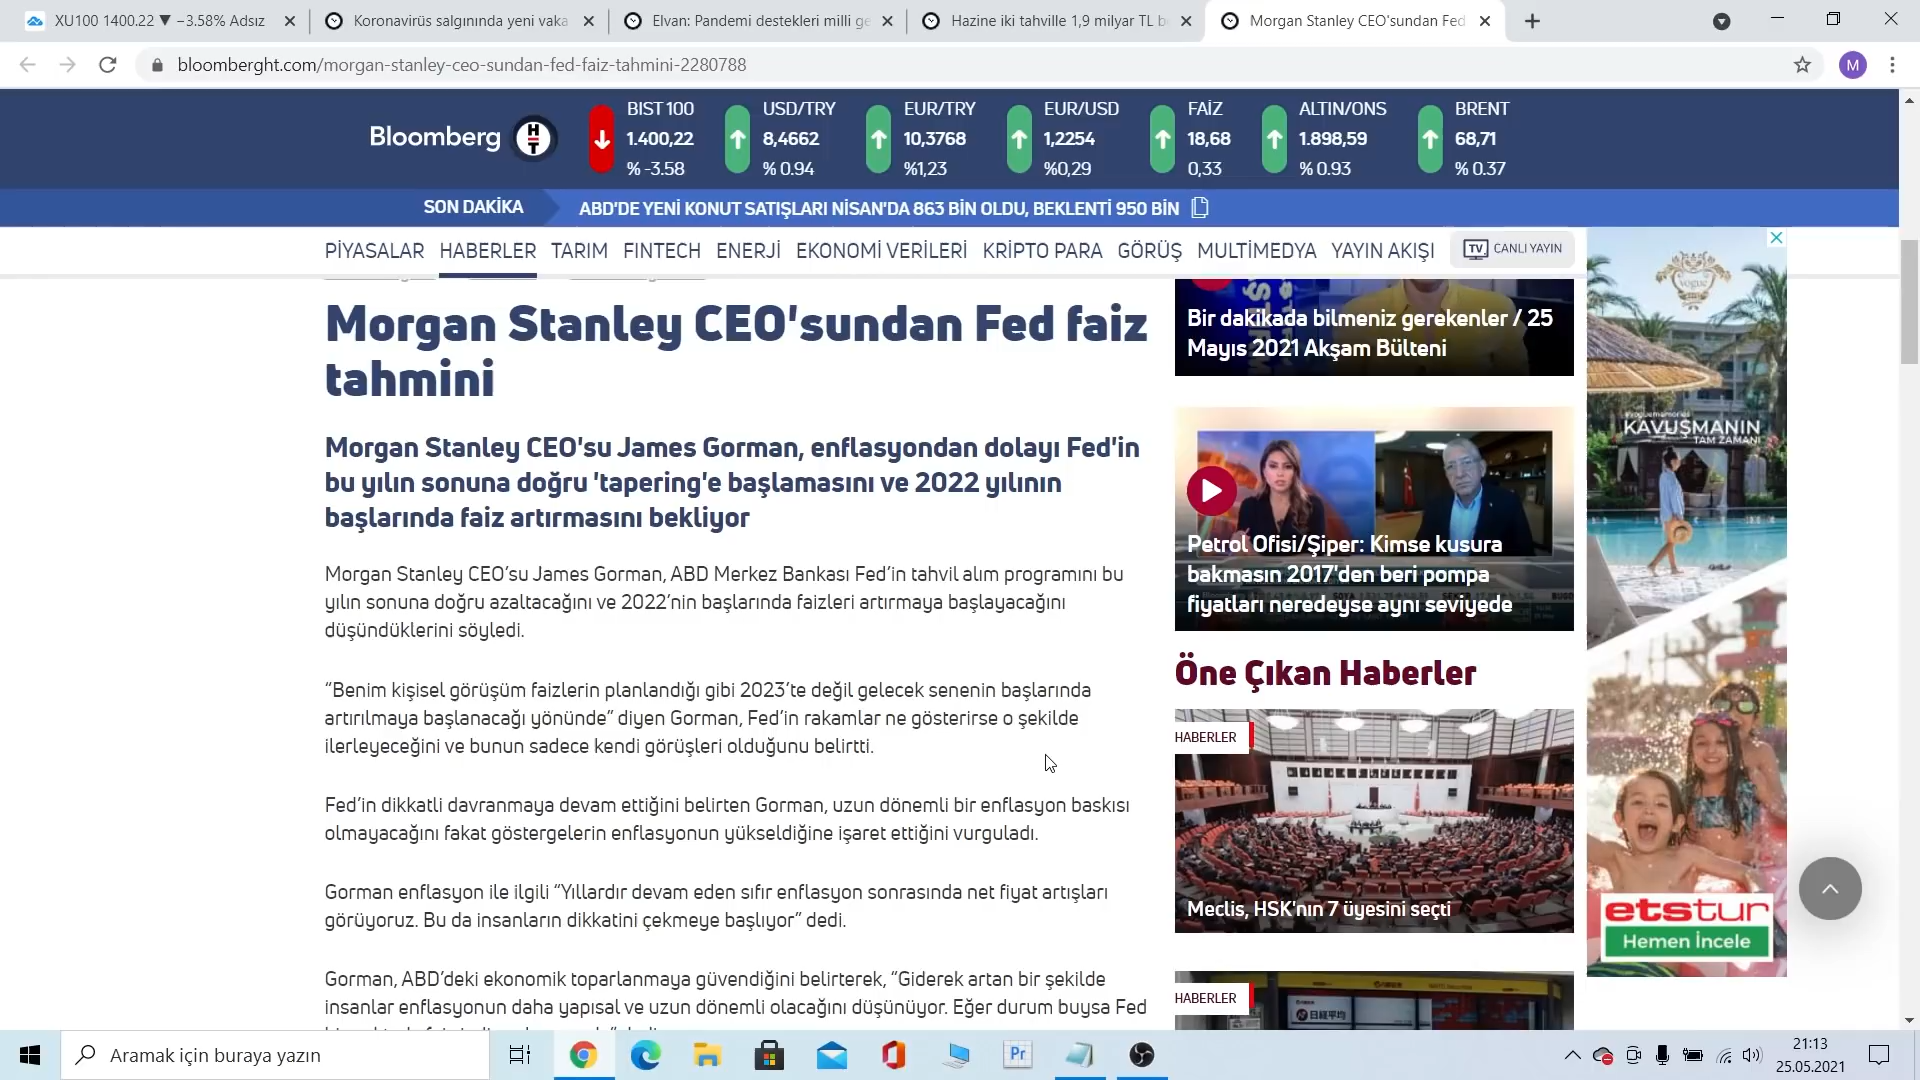 XU100 1400.22 ▼ −3.58% Adsız
Koronavirüs salgınında yeni vaka
Elvan: Pandemi destekleri milli ge
Hazine iki tahville 1,9 milyar TL b
Morgan Stanley CEO'sundan Fed
M
bloomberght.com/morgan-stanley-ceo-sundan-fed-faiz-tahmini-2280788
Bloomberg HT
BIST 100
1.400,22
% -3.58
USD/TRY
8,4662
% 0.94
EUR/TRY
10,3768
%1,23
EUR/USD
1,2254
%0,29
FAİZ
18,68
0,33
ALTIN/ONS
1.898,59
% 0.93
BRENT
68,71
% 0.37
SON DAKİKA
ABD'DE YENİ KONUT SATIŞLARI NİSAN'DA 863 BİN OLDU, BEKLENTİ 950 BİN
PİYASALAR HABERLER TARIM FINTECH ENERJİ EKONOMİ VERİLERİ KRİPTO PARA GÖRÜŞ MULTİMEDYA YAYIN AKIŞI TV CANLI YAYIN
Morgan Stanley CEO'sundan Fed faiz
tahmini
Morgan Stanley CEO'su James Gorman, enflasyondan dolayı Fed'in
bu yılın sonuna doğru 'tapering'e başlamasını ve 2022 yılının
başlarında faiz artırmasını bekliyor
Morgan Stanley CEO’su James Gorman, ABD Merkez Bankası Fed’in tahvil alım programını bu
yılın sonuna doğru azaltacağını ve 2022’nin başlarında faizleri artırmaya başlayacağını
düşündüklerini söyledi.
“Benim kişisel görüşüm faizlerin planlandığı gibi 2023’te değil gelecek senenin başlarında
artırılmaya başlanacağı yönünde” diyen Gorman, Fed’in rakamlar ne gösterirse o şekilde
ilerleyeceğini ve bunun sadece kendi görüşleri olduğunu belirtti.
Fed’in dikkatli davranmaya devam ettiğini belirten Gorman, uzun dönemli bir enflasyon baskısı
olmayacağını fakat göstergelerin enflasyonun yükseldiğine işaret ettiğini vurguladı.
Gorman enflasyon ile ilgili “Yıllardır devam eden sıfır enflasyon sonrasında net fiyat artışları
görüyoruz. Bu da insanların dikkatini çekmeye başlıyor” dedi.
Gorman, ABD’deki ekonomik toparlanmaya güvendiğini belirterek, “Giderek artan bir şekilde
insanlar enflasyonun daha yapısal ve uzun dönemli olacağını düşünüyor. Eğer durum buysa Fed
Bir dakikada bilmeniz gerekenler / 25
Mayıs 2021 Akşam Bülteni
Petrol Ofisi/Şiper: Kimse kusura
bakmasın 2017'den beri pompa
fiyatları neredeyse aynı seviyede
Öne Çıkan Haberler
HABERLER
Meclis, HSK'nın 7 üyesini seçti
HABERLER
vogue
KAVUŞMANIN
TAM ZAMANI
etstur
Hemen İncele
Aramak için buraya yazın
Pr
21:13
25.05.2021